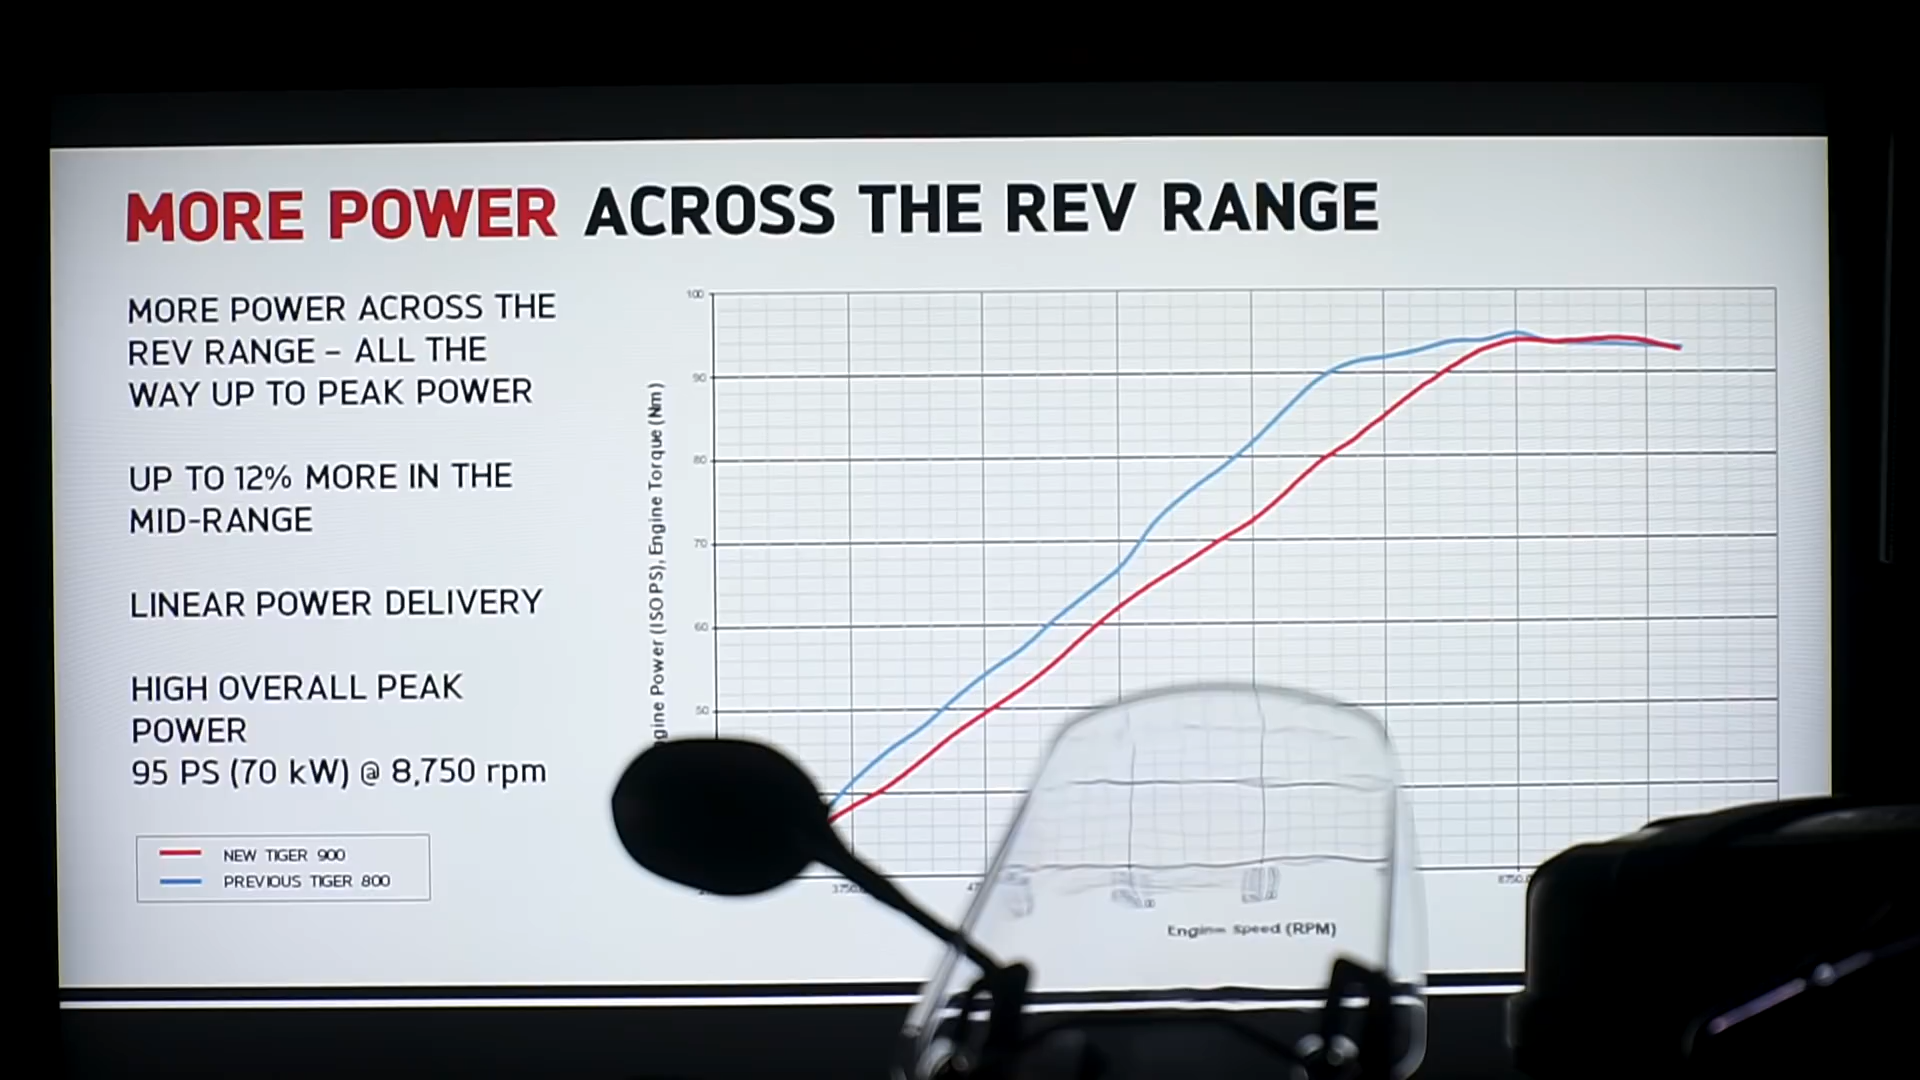 MORE POWER ACROSS THE REV RANGE
MORE POWER ACROSS THE
REV RANGE – ALL THE
WAY UP TO PEAK POWER
UP TO 12% MORE IN THE
MID-RANGE
LINEAR POWER DELIVERY
HIGH OVERALL PEAK
POWER
95 PS (70 kW) @ 8,750 rpm
NEW TIGER 900
PREVIOUS TIGER 800
Power (ISO PS), Engine Torque (Nm)
100
90
80
70
60
50
Engine Speed (RPM)